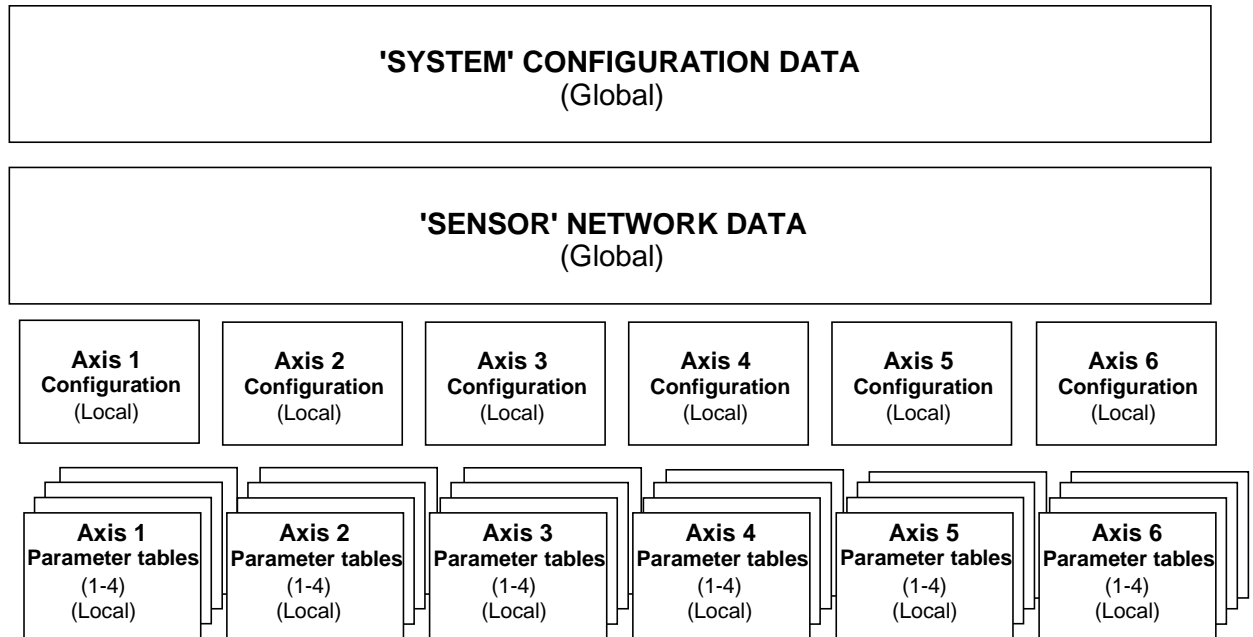 'SYSTEM' CONFIGURATION DATA
(Global)
'SENSOR' NETWORK DATA
(Global)
Axis 1
Configuration
(Local)
Axis 2
Configuration
(Local)
Axis 3
Configuration
(Local)
Axis 4
Configuration
(Local)
Axis 5
Configuration
(Local)
Axis 6
Configuration
(Local)
Axis 1
Parameter tables
(1-4)
(Local)
Axis 2
Parameter tables
(1-4)
(Local)
Axis 3
Parameter tables
(1-4)
(Local)
Axis 4
Parameter tables
(1-4)
(Local)
Axis 5
Parameter tables
(1-4)
(Local)
Axis 6
Parameter tables
(1-4)
(Local)